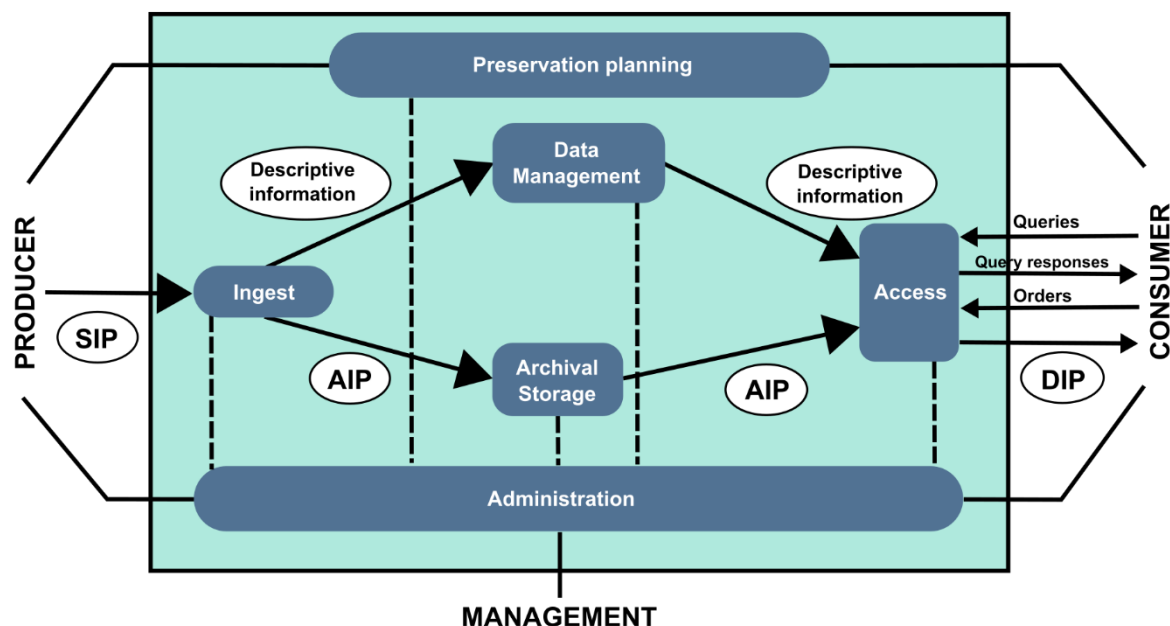 Preservation planning
Descriptive
information
Data
Management
Descriptive
information
PRODUCER
SIP
Ingest
AIP
Archival
Storage
AIP
Access
Queries
Query responses
Orders
DIP
CONSUMER
Administration
MANAGEMENT